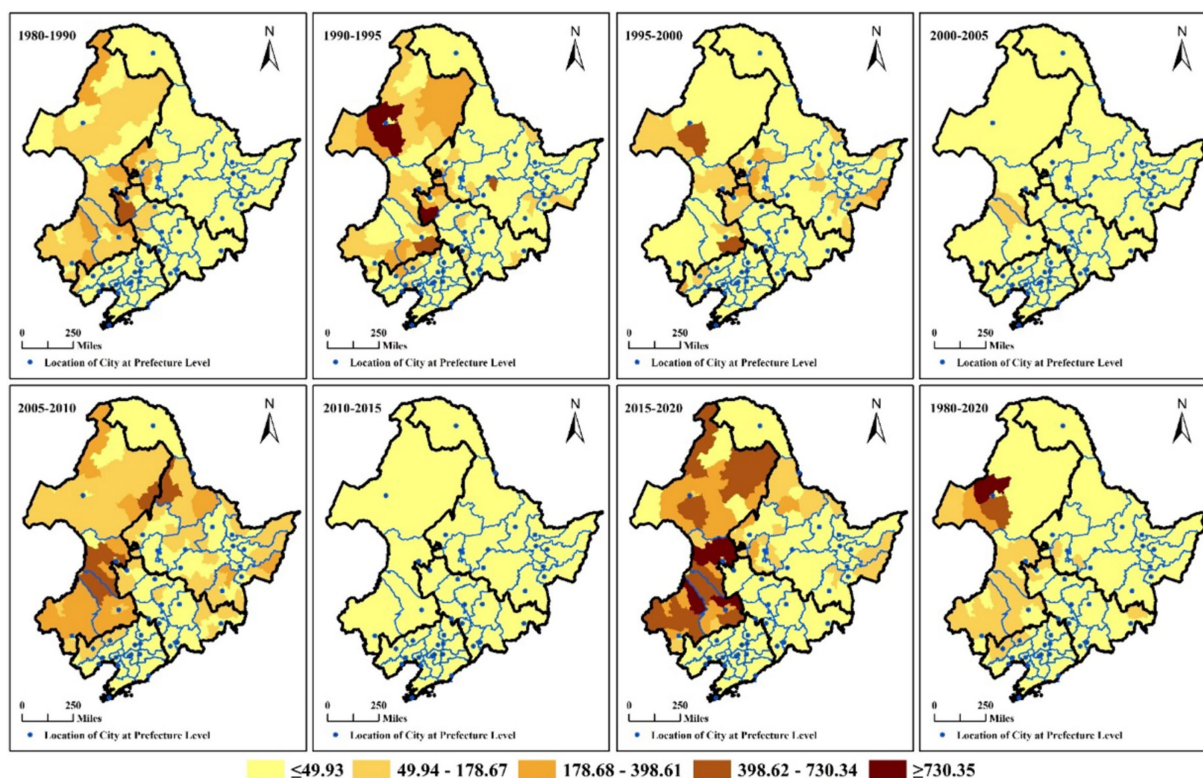 1980-1990
N
0 250
Miles
Location of City at Prefecture Level
1990-1995
N
0 250
Miles
Location of City at Prefecture Level
1995-2000
N
0 250
Miles
Location of City at Prefecture Level
2000-2005
N
0 250
Miles
Location of City at Prefecture Level
2005-2010
N
0 250
Miles
Location of City at Prefecture Level
2010-2015
N
0 250
Miles
Location of City at Prefecture Level
2015-2020
N
0 250
Miles
Location of City at Prefecture Level
1980-2020
N
0 250
Miles
Location of City at Prefecture Level
≤49.93 49.94 - 178.67 178.68 - 398.61 398.62 - 730.34 ≥730.35